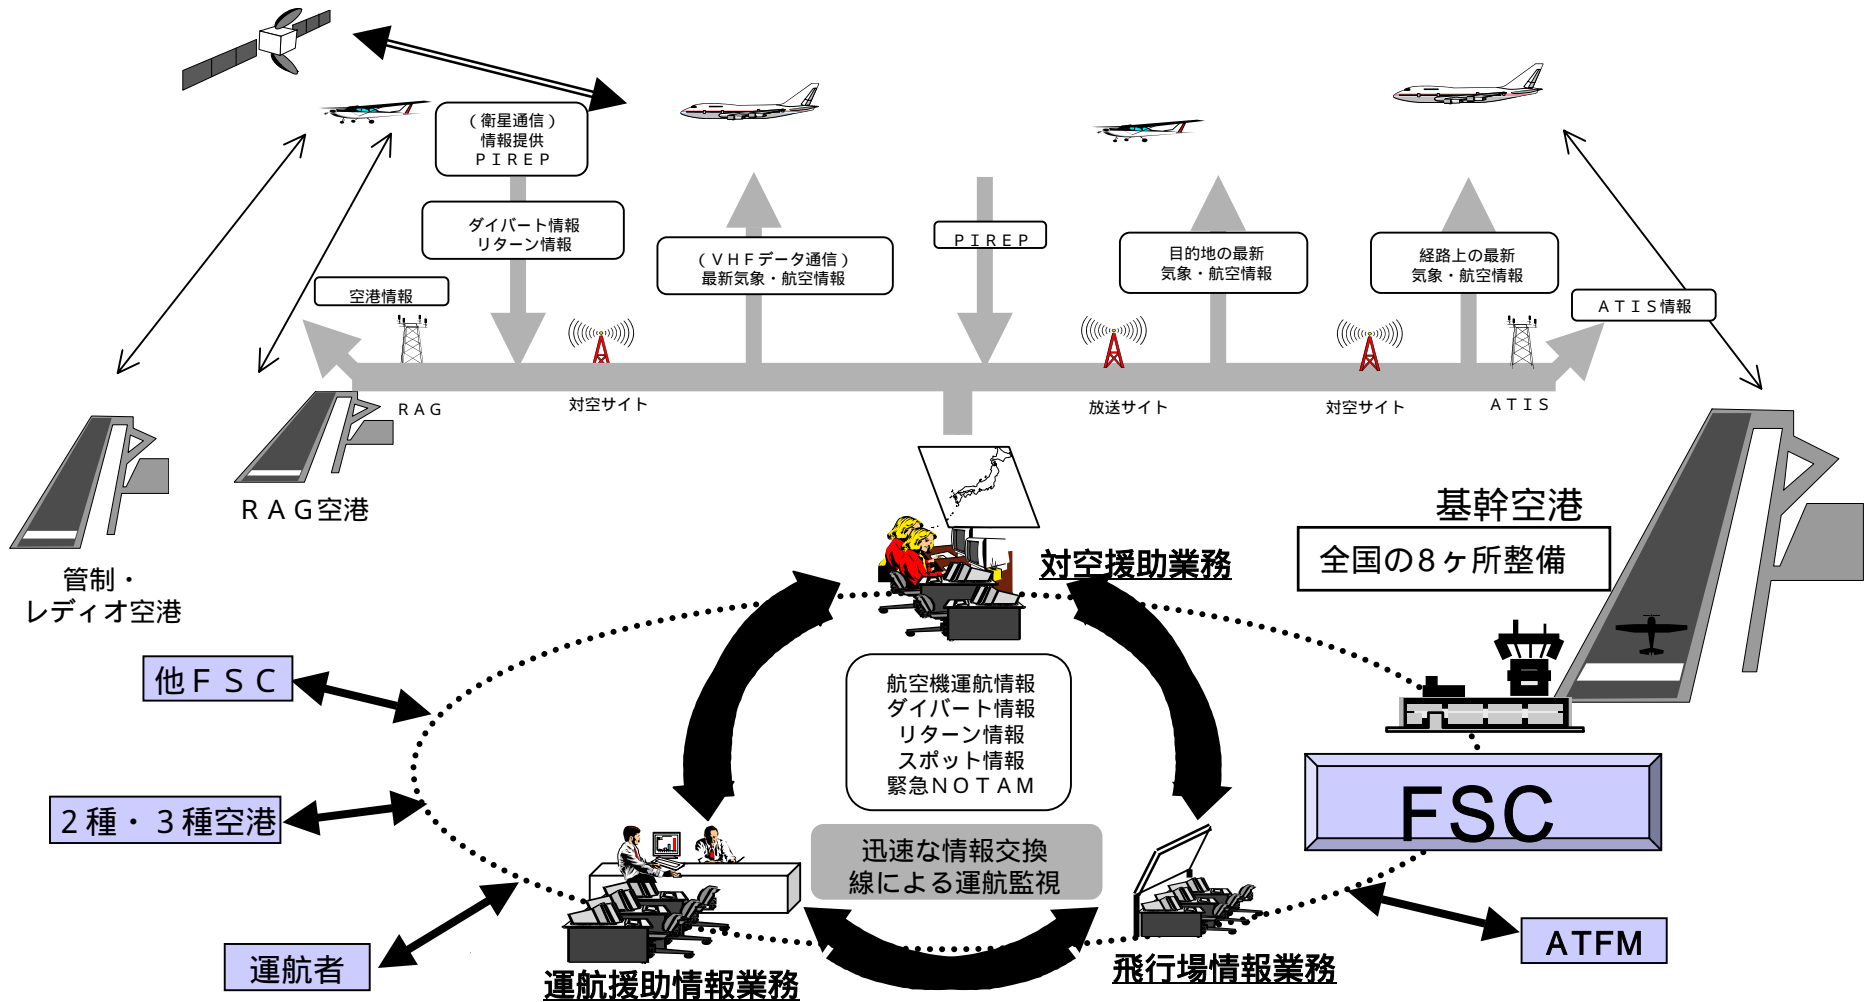 （衛星通信）
情報提供
ＰＩＲＥＰ
ダイバート情報
リターン情報
空港情報
（ＶＨＦデータ通信）
最新気象・航空情報
ＰＩＲＥＰ
目的地の最新
気象・航空情報
経路上の最新
気象・航空情報
ＡＴＩＳ情報
ＲＡＧ
対空サイト
放送サイト
対空サイト
ＡＴＩＳ
ＲＡＧ空港
管制・
レディオ空港
基幹空港
全国の8ヶ所整備
対空援助業務
他ＦＳＣ
航空機運航情報
ダイバート情報
リターン情報
スポット情報
緊急ＮＯＴＡＭ
２種・３種空港
FSC
迅速な情報交換
線による運航監視
運航者
ATFM
運航援助情報業務
飛行場情報業務